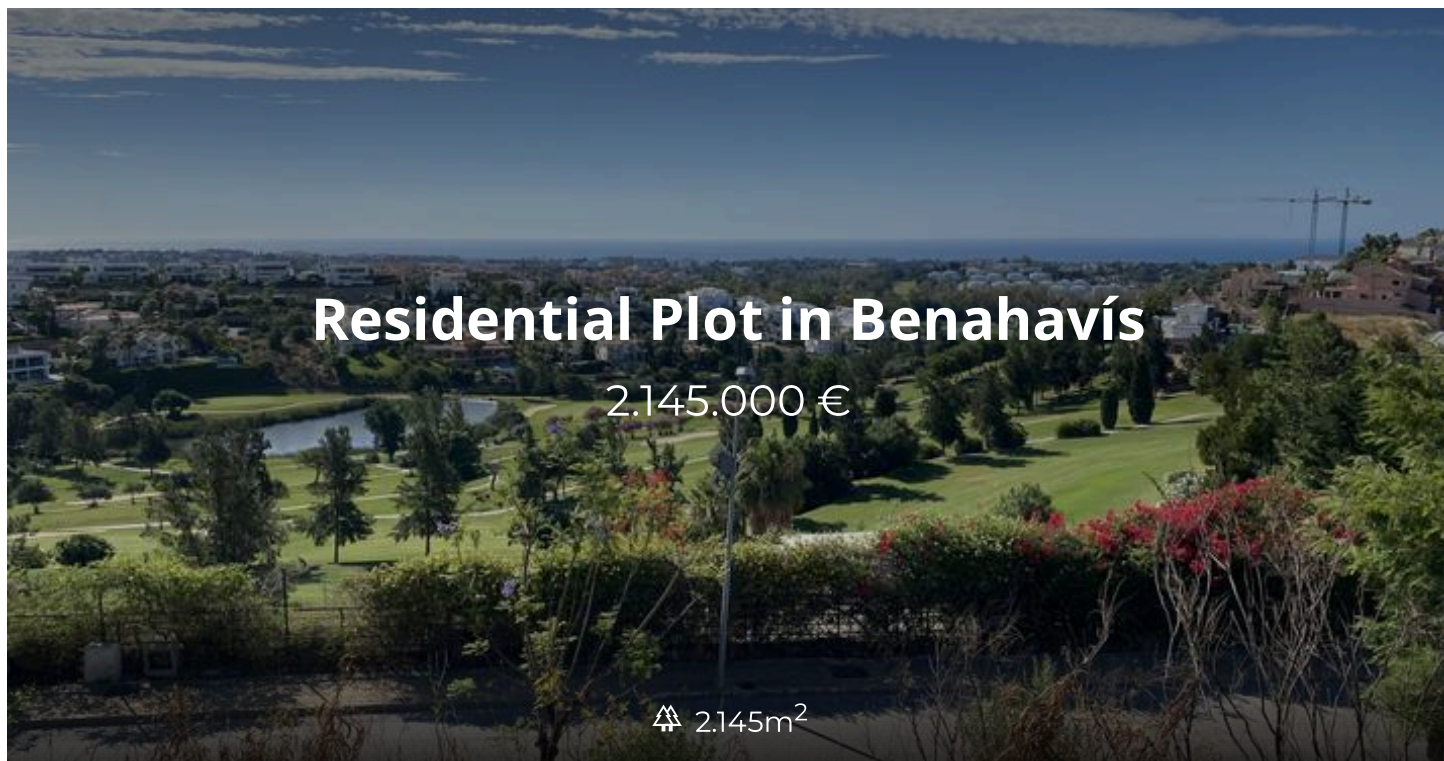 Residential Plot in Benahavís
2.145.000 €
2.145m²